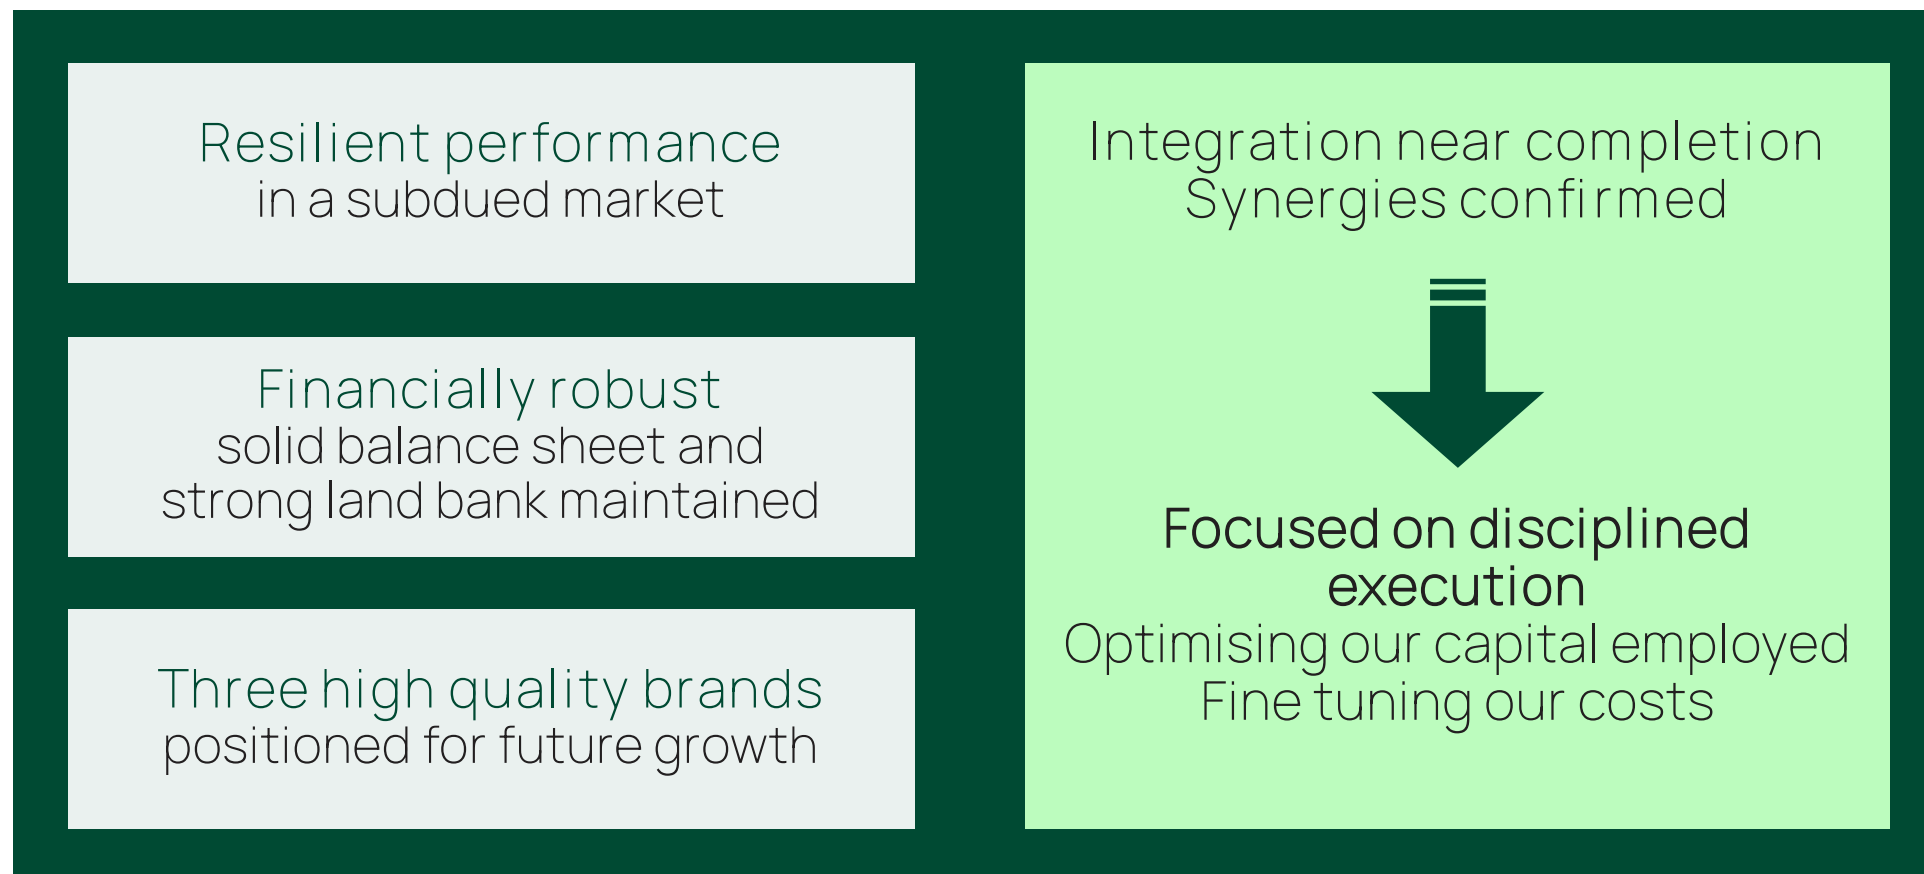 Resilient performance
in a subdued market
Financially robust
solid balance sheet and
strong land bank maintained
Three high quality brands
positioned for future growth
Integration near completion
Synergies confirmed
Focused on disciplined
execution
Optimising our capital employed
Fine tuning our costs